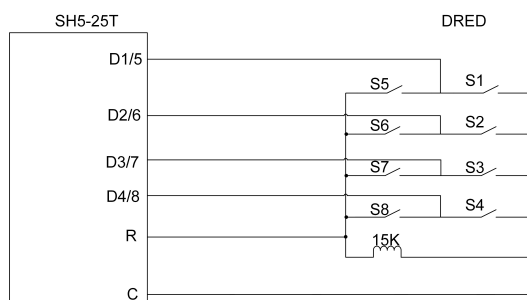 SH5-25T DRED
D1/5
S5 S1
D2/6
S6 S2
D3/7
S7 S3
D4/8
S8 S4
R
15K
C